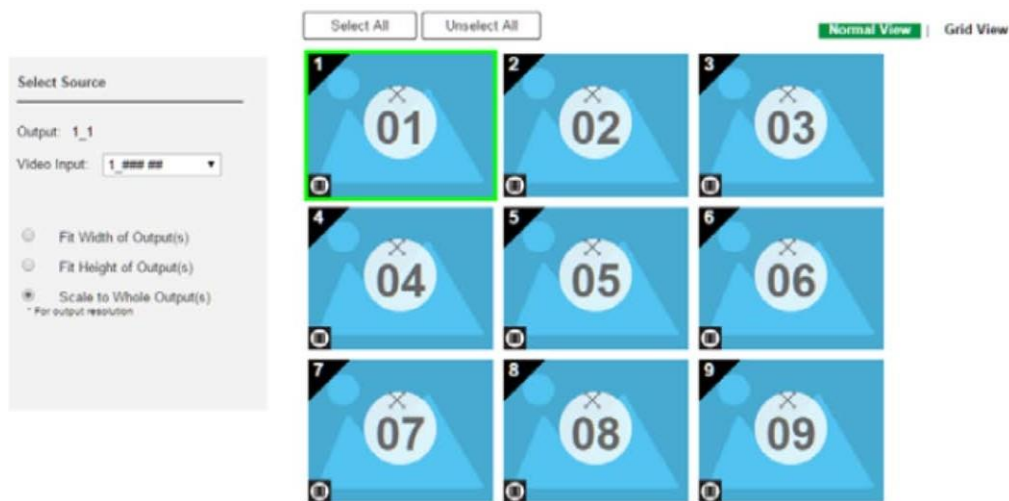 Select All
Unselect All
Normal View | Grid View
Select Source
Output: 1_1
Video Input: 1_### ##
Fit Width of Output(s)
Fit Height of Output(s)
Scale to Whole Output(s)
* For output resolution
1 2 3
01 02 03
4 5 6
04 05 06
7 8 9
07 08 09